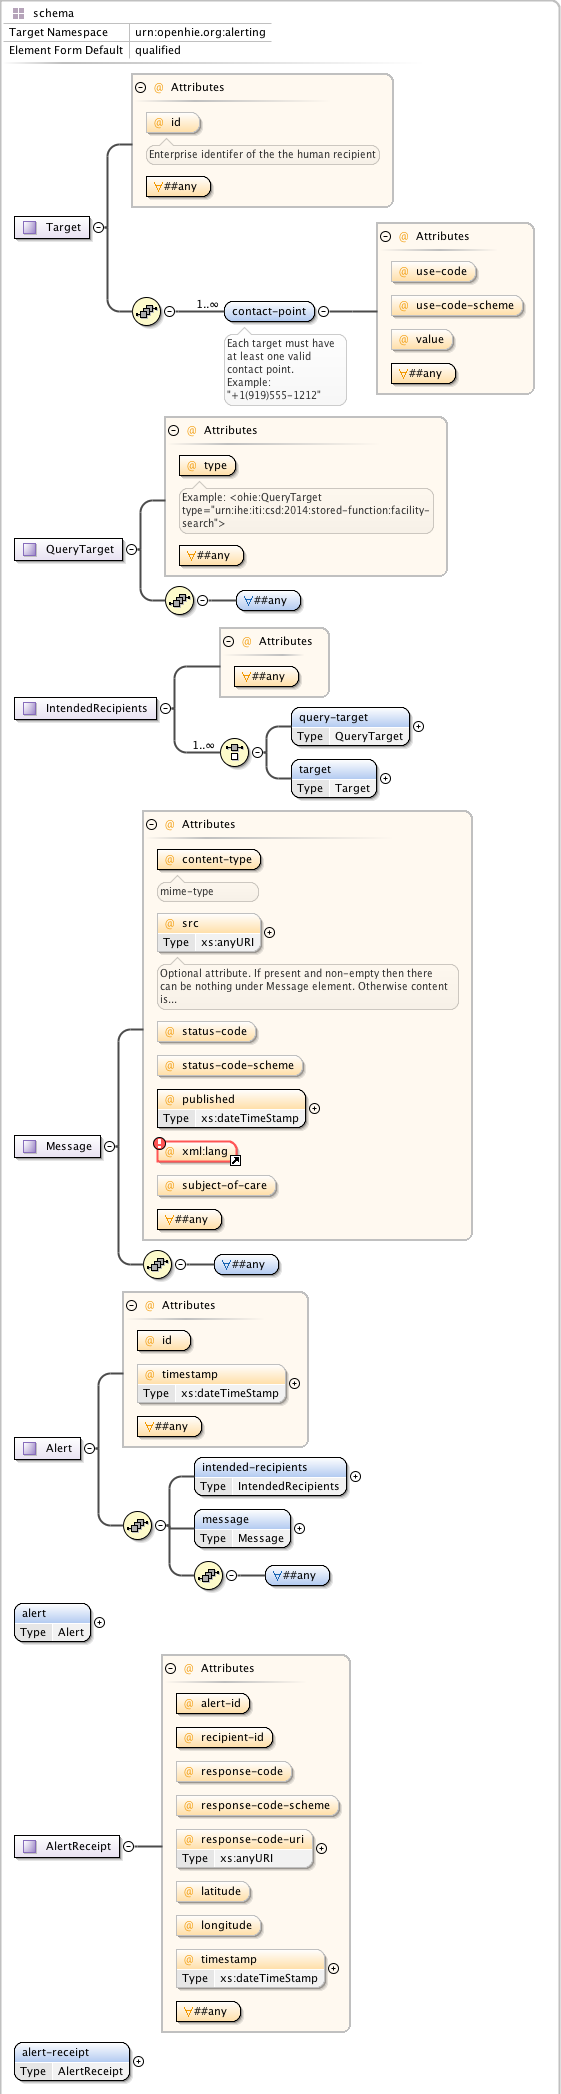 schema
Target Namespace urn:openhie.org:alerting
Element Form Default qualified
@ Attributes
@ id
Enterprise identifer of the the human recipient
∀##any
Target
1..∞
contact-point
Each target must have
at least one valid
contact point.
Example:
"+1(919)555-1212"
@ Attributes
@ use-code
@ use-code-scheme
@ value
∀##any
@ Attributes
@ type
Example: <ohie:QueryTarget
type="urn:ihe:iti:csd:2014:stored-function:facility-
search">
∀##any
QueryTarget
∀##any
@ Attributes
∀##any
IntendedRecipients
1..∞
query-target
Type QueryTarget
target
Type Target
@ Attributes
@ content-type
mime-type
@ src
Type xs:anyURI
Optional attribute. If present and non-empty then there
can be nothing under Message element. Otherwise content
is...
@ status-code
@ status-code-scheme
@ published
Type xs:dateTimeStamp
@ xml:lang
@ subject-of-care
∀##any
Message
∀##any
@ Attributes
@ id
@ timestamp
Type xs:dateTimeStamp
∀##any
Alert
intended-recipients
Type IntendedRecipients
message
Type Message
∀##any
alert
Type Alert
@ Attributes
@ alert-id
@ recipient-id
@ response-code
@ response-code-scheme
@ response-code-uri
Type xs:anyURI
@ latitude
@ longitude
@ timestamp
Type xs:dateTimeStamp
∀##any
AlertReceipt
alert-receipt
Type AlertReceipt